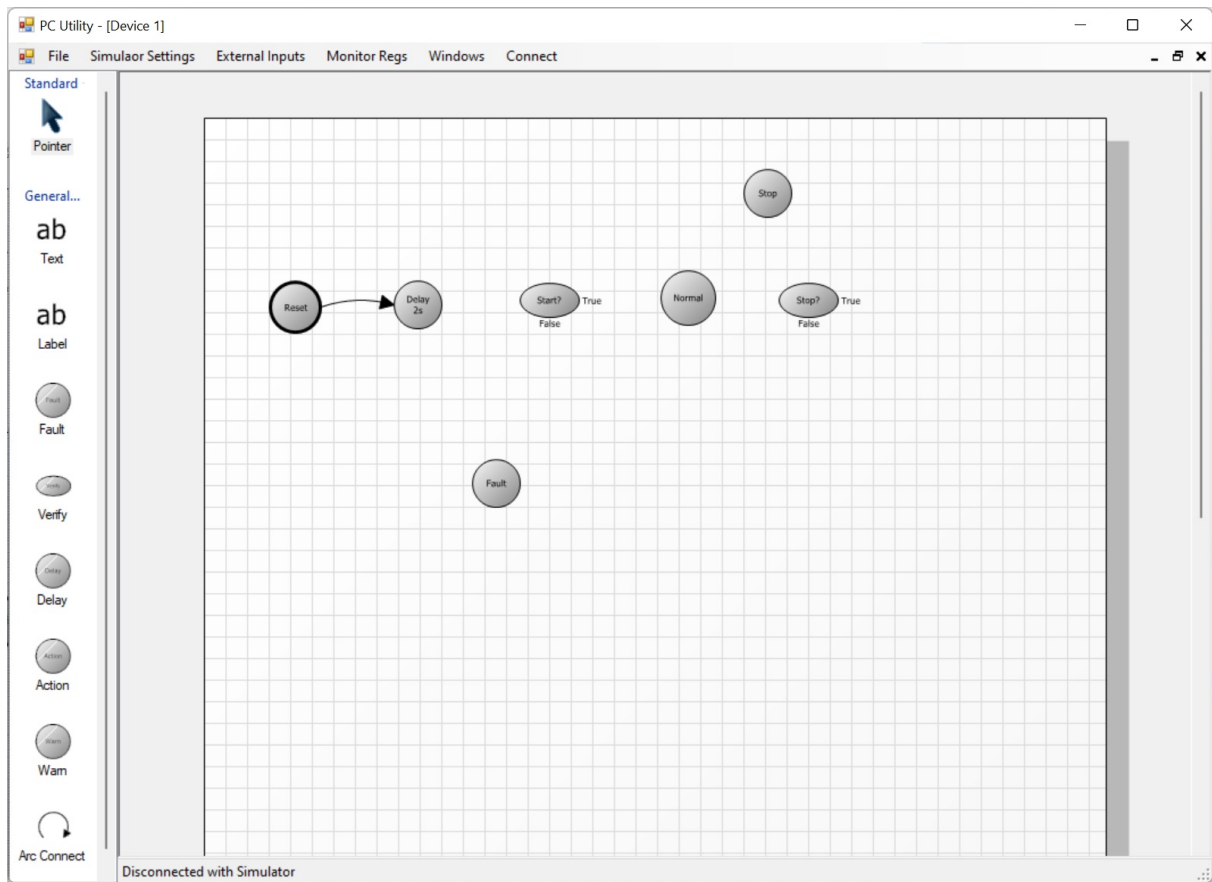 PC Utility - [Device 1]
File Simulaor Settings External Inputs Monitor Regs Windows Connect
Standard
Pointer
General...
ab
Text
ab
Label
Fault
Fault
Verify
Verify
Delay
Delay
Action
Action
Warn
Warn
Arc Connect
Stop
Reset
Delay
2s
Start? True
False
Normal
Stop? True
False
Fault
Disconnected with Simulator